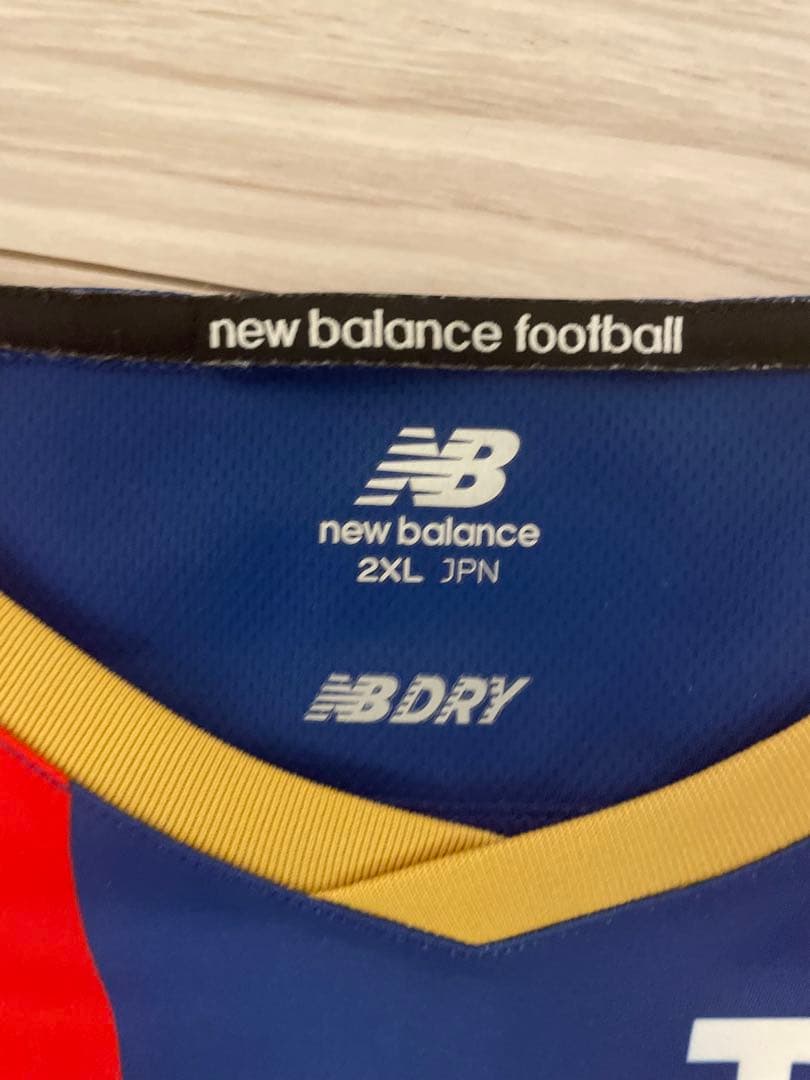 new balance football
NB
new balance
2XL JPN
NB DRY